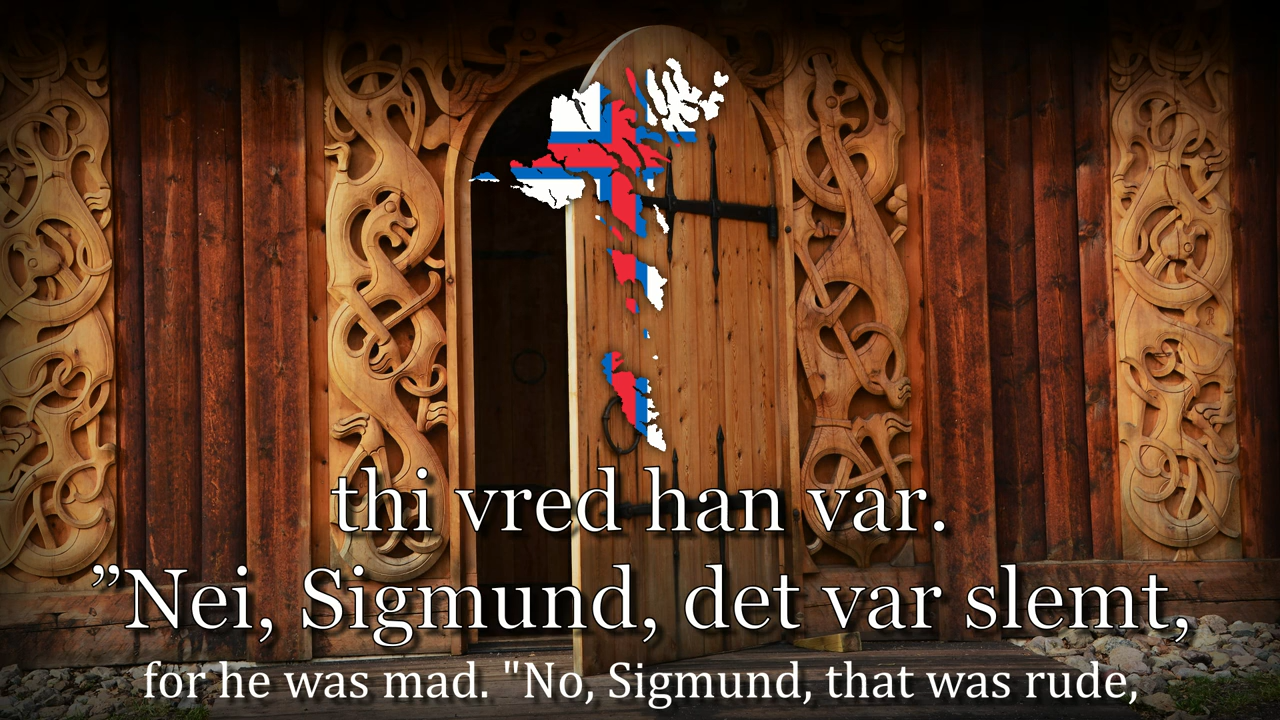 thi vred han var.
”Nei, Sigmund, det var slemt,
for he was mad. "No, Sigmund, that was rude,